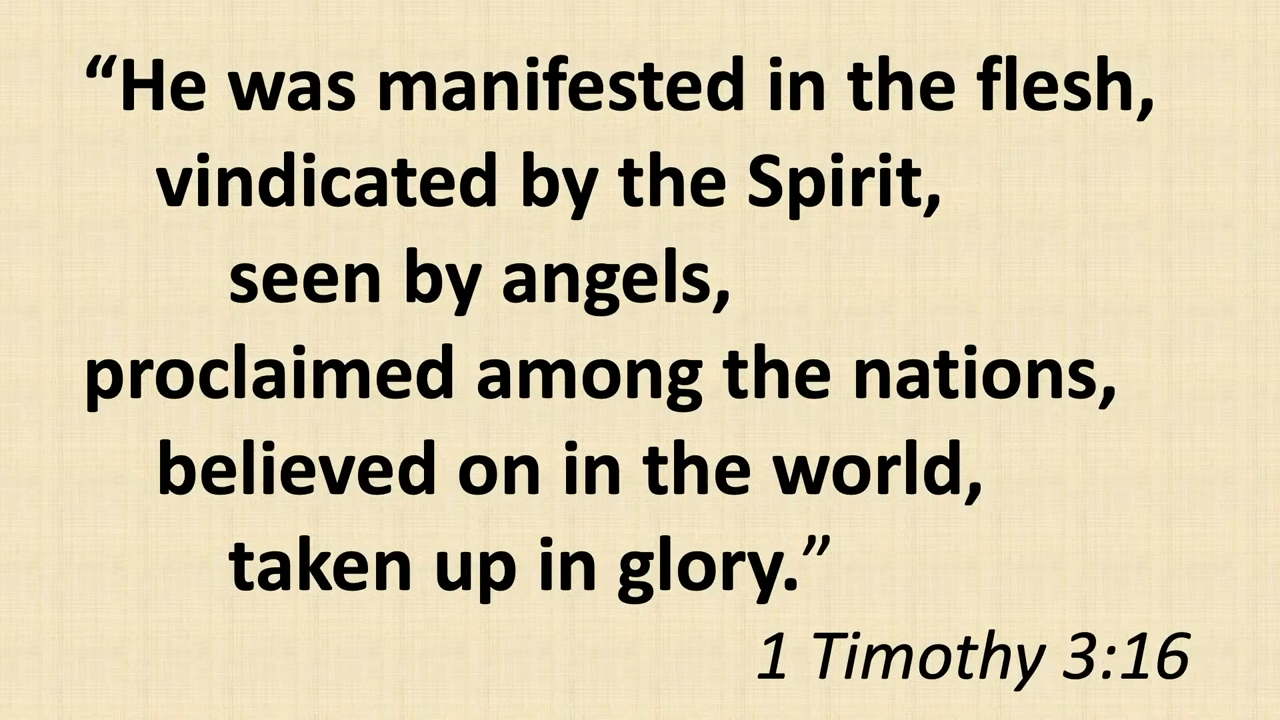 “He was manifested in the flesh,
vindicated by the Spirit,
seen by angels,
proclaimed among the nations,
believed on in the world,
taken up in glory.”
1 Timothy 3:16